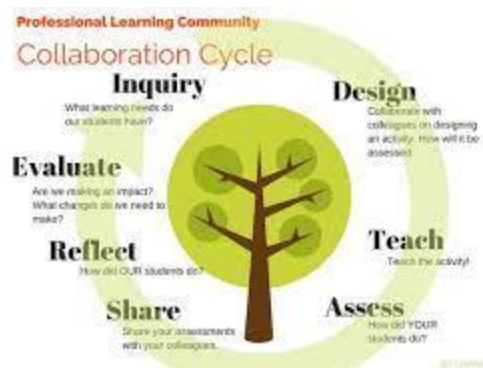 Professional Learning Community
Collaboration Cycle
Inquiry
What learning needs do
our students have?
Design
Collaborate with
colleagues on designing
an activity. How will it be
assessed
Teach
Teach the activity!
Assess
How did YOUR
students do?
Share
Share your assessments
with your colleagues.
Reflect
How did OUR students do?
Evaluate
Are we making an impact?
What changes do we need to
make?